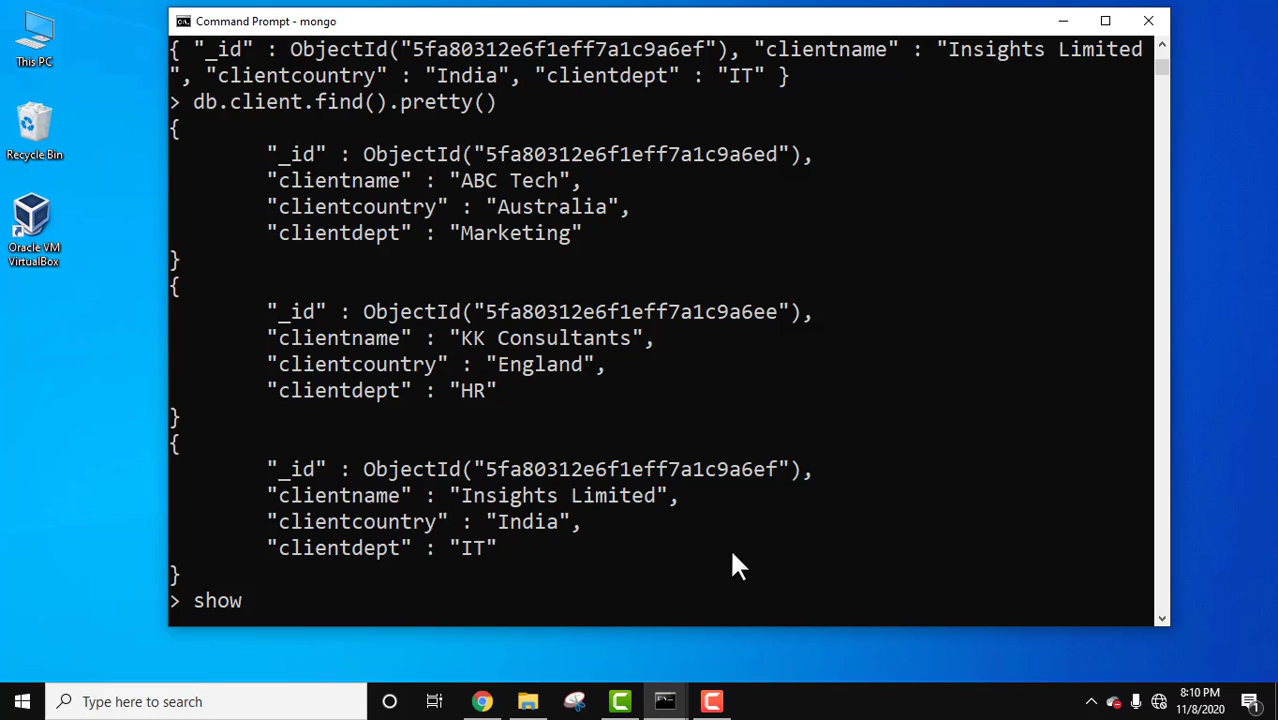 This PC
Recycle Bin
Oracle VM
VirtualBox
Command Prompt - mongo
{ "_id" : ObjectId("5fa80312e6f1eff7a1c9a6ef"), "clientname" : "Insights Limited
", "clientcountry" : "India", "clientdept" : "IT" }
> db.client.find().pretty()
{
"_id" : ObjectId("5fa80312e6f1eff7a1c9a6ed"),
"clientname" : "ABC Tech",
"clientcountry" : "Australia",
"clientdept" : "Marketing"
}
{
"_id" : ObjectId("5fa80312e6f1eff7a1c9a6ee"),
"clientname" : "KK Consultants",
"clientcountry" : "England",
"clientdept" : "HR"
}
{
"_id" : ObjectId("5fa80312e6f1eff7a1c9a6ef"),
"clientname" : "Insights Limited",
"clientcountry" : "India",
"clientdept" : "IT"
}
> show
Type here to search
8:10 PM
11/8/2020